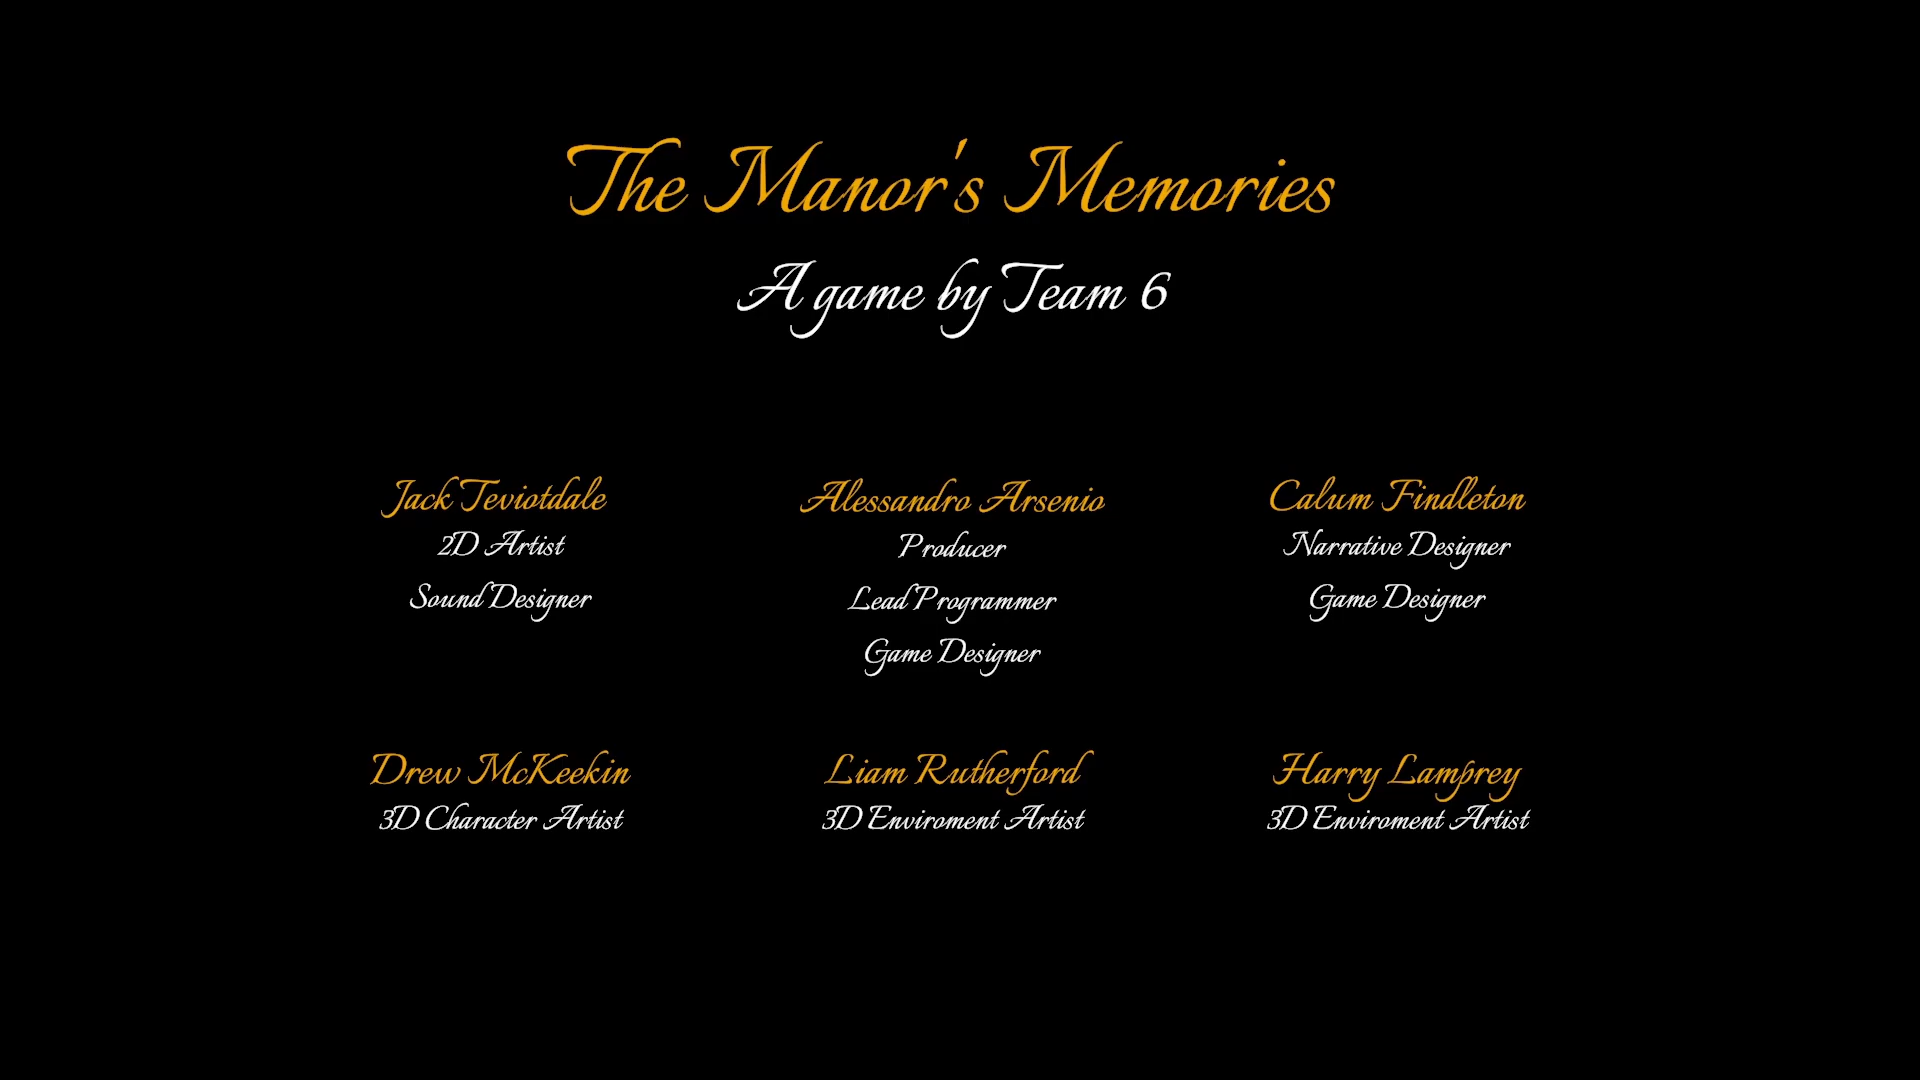 The Manor's Memories
A game by Team 6
Jack Teviotdale
2D Artist
Sound Designer
Alessandro Arsenio
Producer
Lead Programmer
Game Designer
Calum Findleton
Narrative Designer
Game Designer
Drew McKeekin
3D Character Artist
Liam Rutherford
3D Enviroment Artist
Harry Lamprey
3D Enviroment Artist